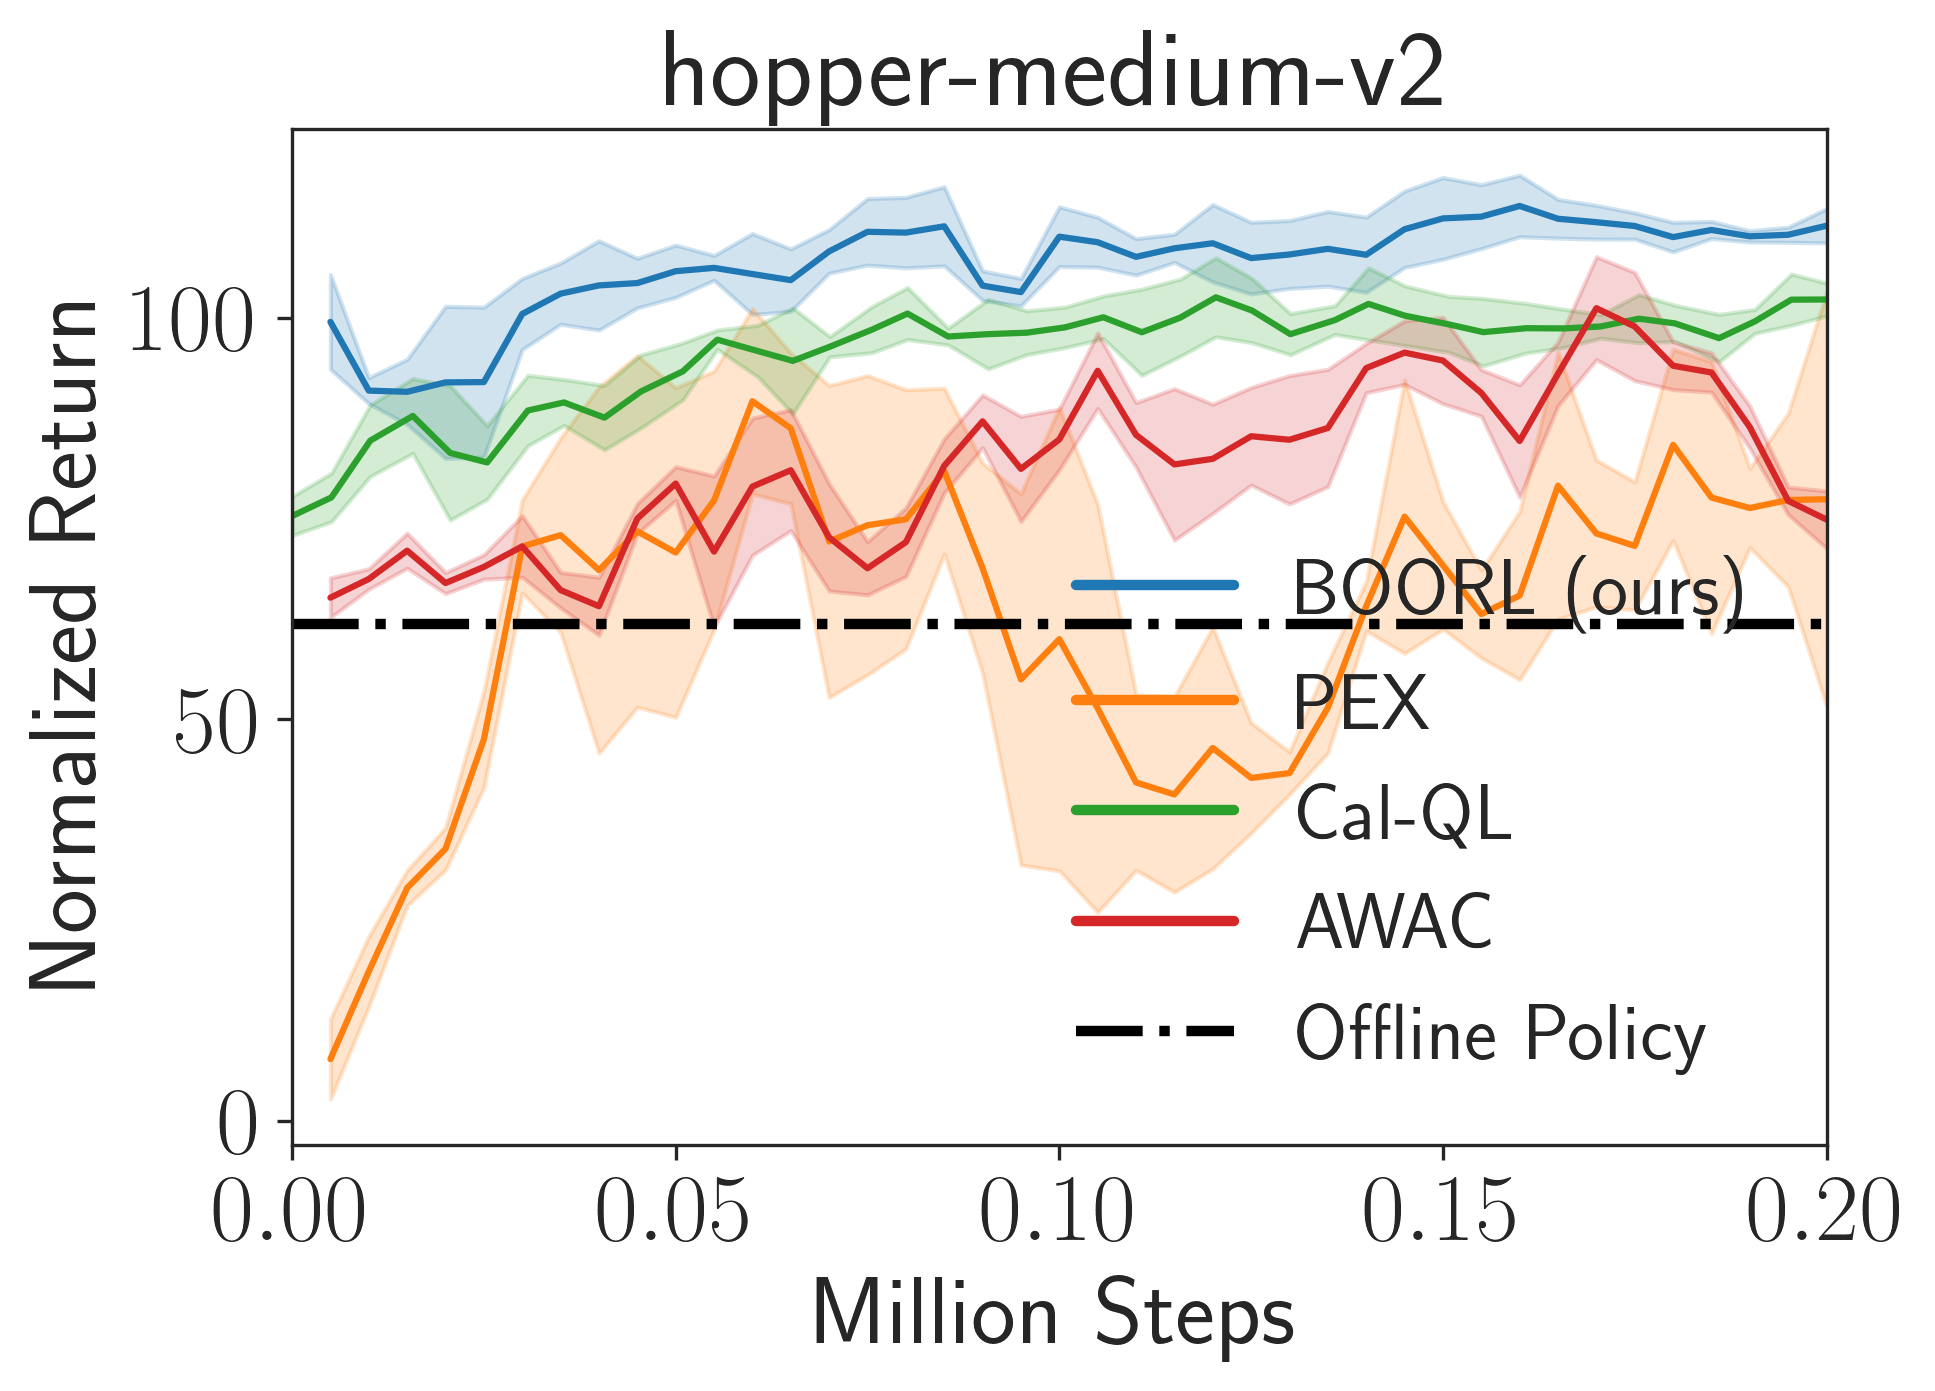 hopper-medium-v2
Normalized Return
100
50
0
BOORL (ours)
PEX
Cal-QL
AWAC
Offline Policy
0.00 0.05 0.10 0.15 0.20
Million Steps